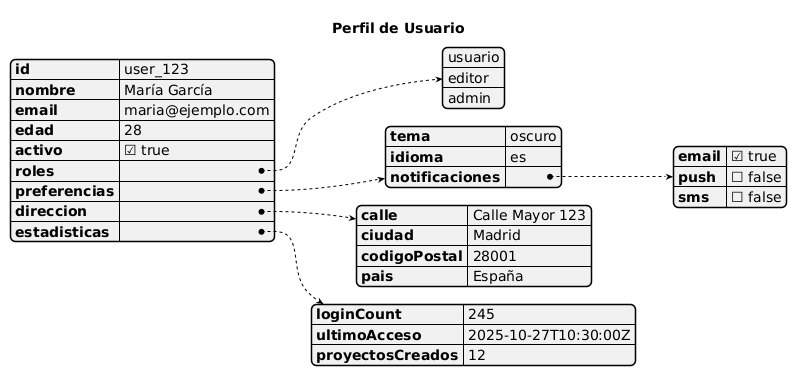 Perfil de Usuario
id user_123
nombre María García
email maria@ejemplo.com
edad 28
activo ☑ true
roles
preferencias
direccion
estadisticas
usuario
editor
admin
tema oscuro
idioma es
notificaciones
email ☑ true
push ☐ false
sms ☐ false
calle Calle Mayor 123
ciudad Madrid
codigoPostal 28001
pais España
loginCount 245
ultimoAcceso 2025-10-27T10:30:00Z
proyectosCreados 12